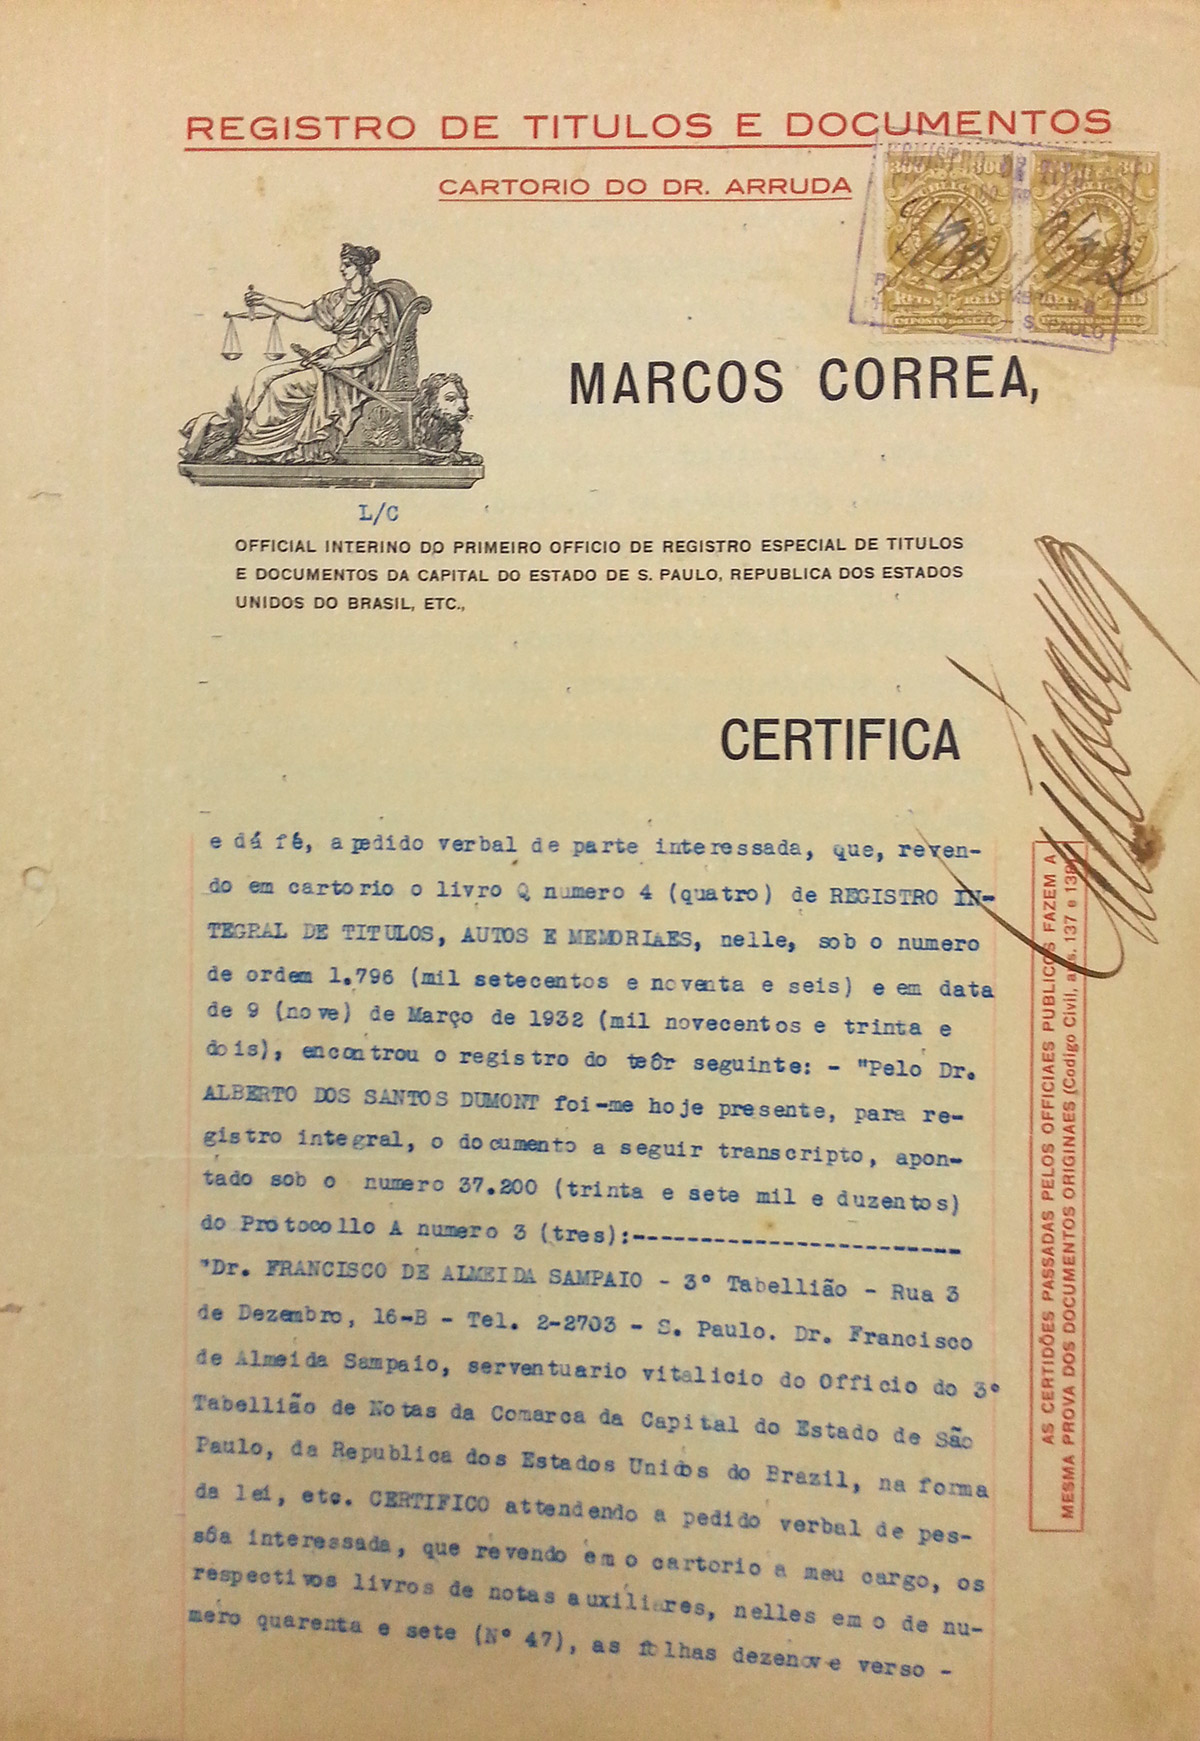 REGISTRO DE TITULOS E DOCUMENTOS
CARTORIO DO DR. ARRUDA
300 300
REIS REIS
S. PAULO
MARCOS CORREA,
L/C
OFFICIAL INTERINO DO PRIMEIRO OFFICIO DE REGISTRO ESPECIAL DE TITULOS
E DOCUMENTOS DA CAPITAL DO ESTADO DE S. PAULO, REPUBLICA DOS ESTADOS
UNIDOS DO BRASIL, ETC.,
CERTIFICA
e dá fé, a pedido verbal de parte interessada, que, reven-
do em cartorio o livro Q numero 4 (quatro) de REGISTRO IN-
TEGRAL DE TITULOS, AUTOS E MEMORIAES, nelle, sob o numero
de ordem 1.796 (mil setecentos e noventa e seis) e em data
de 9 (nove) de Março de 1932 (mil novecentos e trinta e
dois), encontrou o registro do teôr seguinte: - "Pelo Dr.
ALBERTO DOS SANTOS DUMONT foi-me hoje presente, para re-
gistro integral, o documento a seguir transcripto, apon-
tado sob o numero 37.200 (trinta e sete mil e duzentos)
do Protocollo A numero 3 (tres):------------------------
"Dr. FRANCISCO DE ALMEIDA SAMPAIO - 3º Tabellião - Rua 3
de Dezembro, 16-B - Tel. 2-2703 - S. Paulo. Dr. Francisco
de Almeida Sampaio, serventuario vitalicio do Officio do 3º
Tabellião de Notas da Comarca da Capital do Estado de São
Paulo, da Republica dos Estados Unidos do Brazil, na forma
da lei, etc. CERTIFICO attendendo a pedido verbal de pes-
sôa interessada, que revendo em o cartorio a meu cargo, os
respectivos livros de notas auxiliares, nelles em o de nu-
mero quarenta e sete (Nº 47), as folhas dezenove verso -
AS CERTIDÕES PASSADAS PELOS OFFICIAES PUBLICOS FAZEM A
MESMA PROVA DOS DOCUMENTOS ORIGINAES (Codigo Civil, arts. 137 e 138)